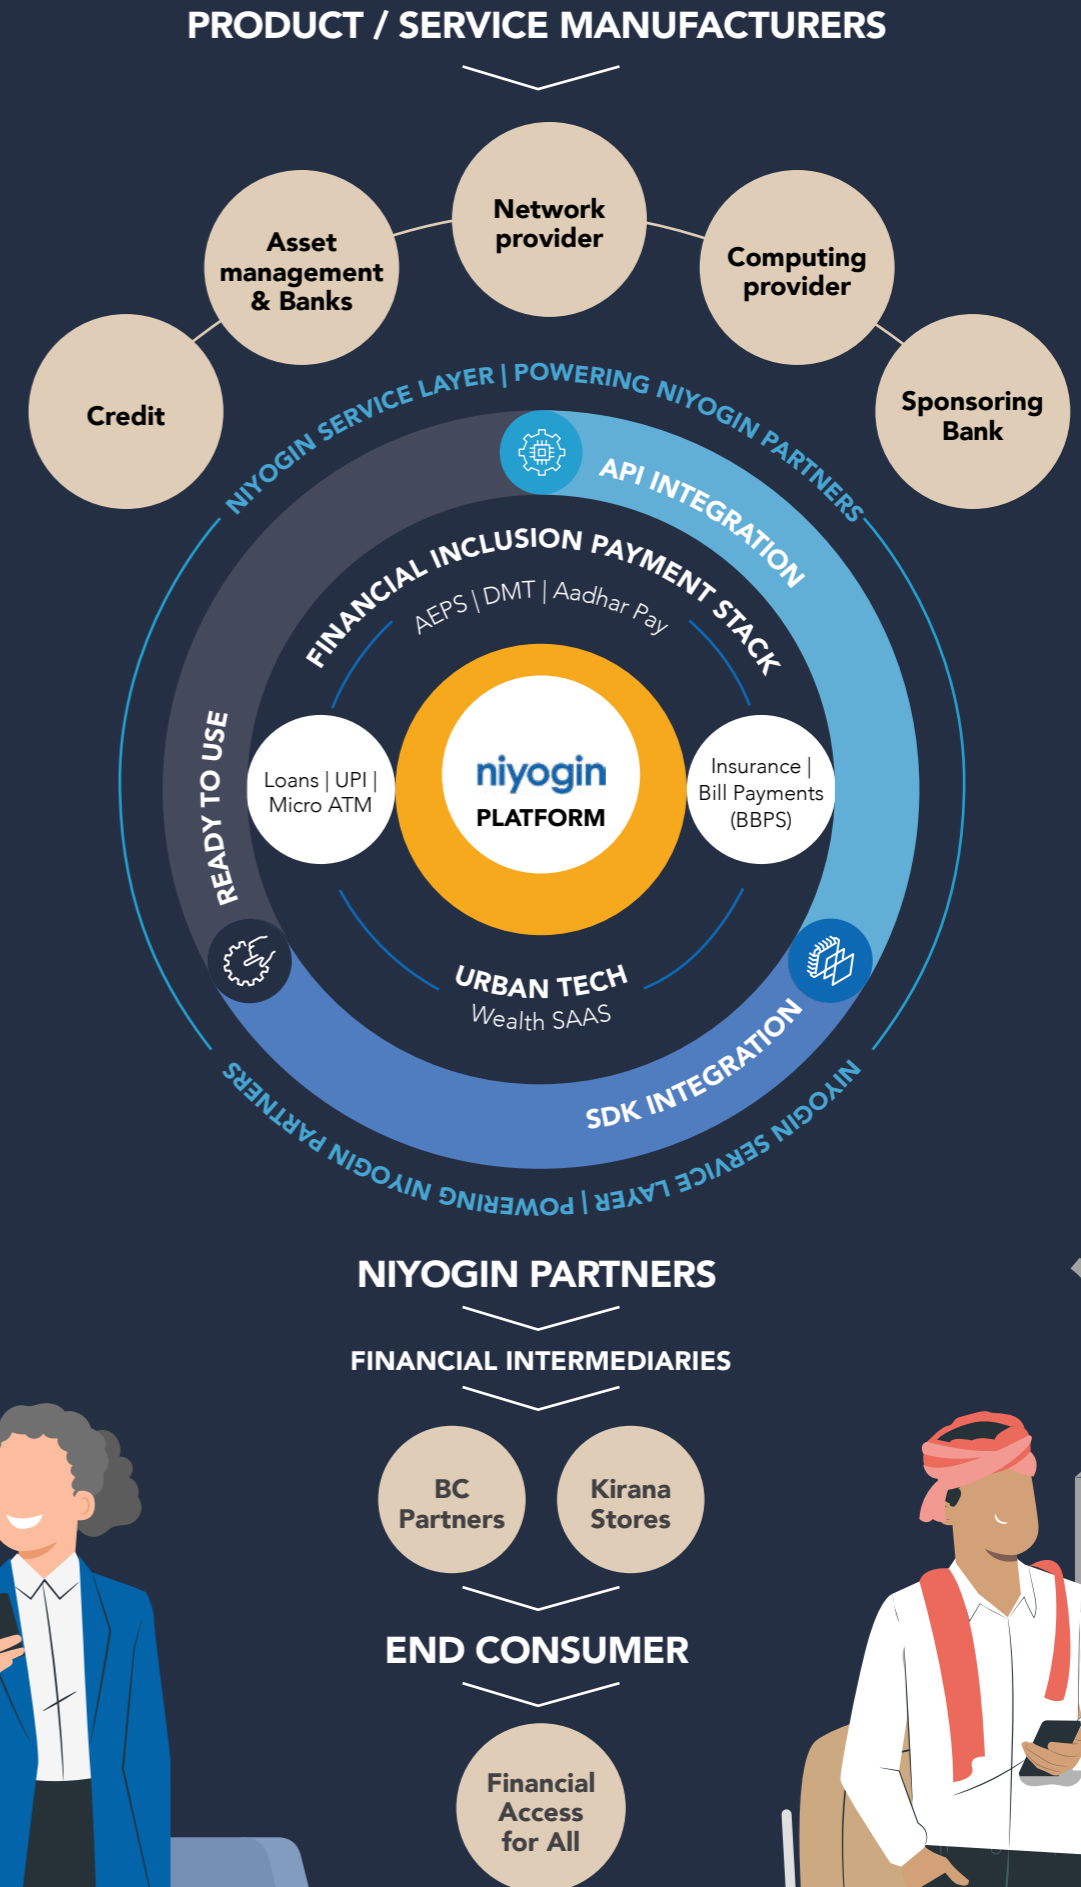 PRODUCT / SERVICE MANUFACTURERS
Network
provider
Asset
management
& Banks
Computing
provider
Credit
Sponsoring
Bank
NIYOGIN SERVICE LAYER | POWERING NIYOGIN PARTNERS
API INTEGRATION
FINANCIAL INCLUSION PAYMENT STACK
AEPS | DMT | Aadhar Pay
READY TO USE
Loans | UPI |
Micro ATM
niyogin
PLATFORM
Insurance |
Bill Payments
(BBPS)
URBAN TECH
Wealth SAAS
SDK INTEGRATION
NIYOGIN SERVICE LAYER | POWERING NIYOGIN PARTNERS
NIYOGIN PARTNERS
FINANCIAL INTERMEDIARIES
BC
Partners
Kirana
Stores
END CONSUMER
Financial
Access
for All